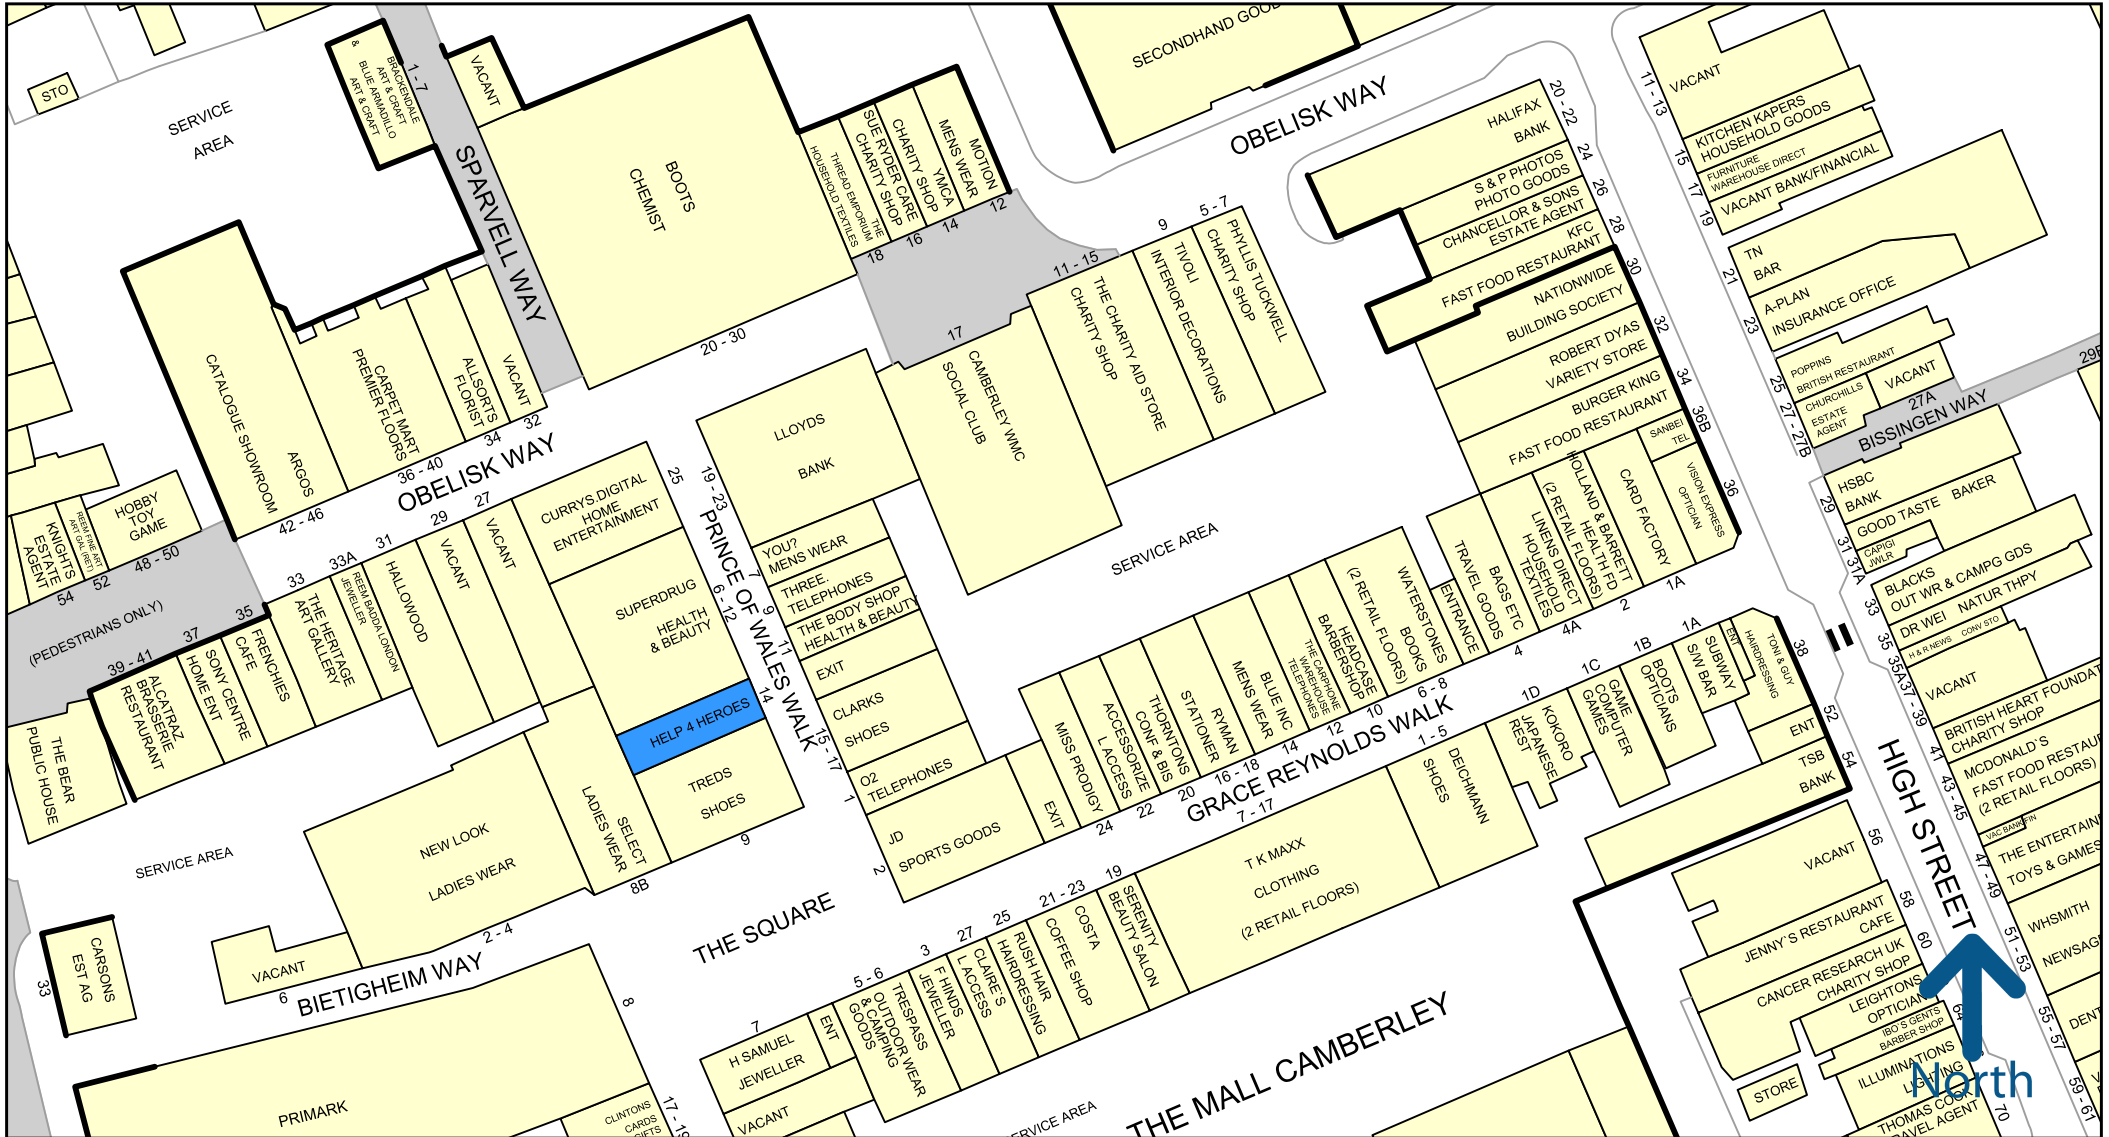 STO
SERVICE
AREA
BRACKENDALE
ART & CRAFT
&
BLUE ARMADILLO
ART & CRAFT
1 - 7
VACANT
SPARVELL WAY
BOOTS
CHEMIST
20 - 30
THE
THREAD EMPORIUM
HOUSEHOLD TEXTILES
18
SUE RYDER CARE
CHARITY SHOP
16
YMCA
CHARITY SHOP
14
MOTION
MENS WEAR
12
SECONDHAND GOO
OBELISK WAY
HALIFAX
BANK
20 - 22
S & P PHOTOS
PHOTO GOODS
24
CHANCELLOR & SONS
ESTATE AGENT
26
KFC
FAST FOOD RESTAURANT
28
NATIONWIDE
BUILDING SOCIETY
30
ROBERT DYAS
VARIETY STORE
32
BURGER KING
FAST FOOD RESTAURANT
34
SANBEI
TEL
36B
VISION EXPRESS
OPTICIAN
36
11 - 13
VACANT
KITCHEN KAPERS
HOUSEHOLD GOODS
15
FURNITURE
WAREHOUSE DIRECT
17
VACANT BANK/FINANCIAL
19
TN
BAR
21
A-PLAN
INSURANCE OFFICE
23
POPPINS
BRITISH RESTAURANT
25
CHURCHILLS
ESTATE
AGENT
27 - 27B
VACANT
27A
BISSINGEN WAY
29B
HSBC
BANK
29
GOOD TASTE BAKER
31
CAPIGI
JWLR
31A
BLACKS
OUT WR & CAMPG GDS
33
DR WEI NATUR THPY
35
H & R NEWS CONV STO
35A
VACANT
37 - 39
BRITISH HEART FOUNDAT
CHARITY SHOP
41
MCDONALD`S
FAST FOOD RESTAU
(2 RETAIL FLOORS)
43 - 45
VAC BANK/FIN
THE ENTERTAIN
TOYS & GAMES
47 - 49
WHSMITH
NEWSAG
51 - 53
DENT
55 - 57
59 - 61
HIGH STREET
CATALOGUE SHOWROOM
ARGOS
42 - 46
CARPET MART
PREMIER FLOORS
36 - 40
ALLSORTS
FLORIST
34
VACANT
32
OBELISK WAY
HOBBY
TOY
GAME
48 - 50
REEM FINE ART
ART GAL (RET)
52
KNIGHTS
ESTATE
AGENT
54
(PEDESTRIANS ONLY)
THE BEAR
PUBLIC HOUSE
39 - 41
ALCATRAZ
BRASSERIE
RESTAURANT
37
SONY CENTRE
HOME ENT
35
FRENCHIES
CAFE
33
THE HERITAGE
ART GALLERY
33A
REEM BADDA LONDON
JEWELLER
31
HALLOWOOD
29
VACANT
27
VACANT
CURRYS.DIGITAL
HOME
ENTERTAINMENT
25
SUPERDRUG
HEALTH
& BEAUTY
6 - 12
HELP 4 HEROES
14
TREDS
SHOES
9
SELECT
LADIES WEAR
8B
NEW LOOK
LADIES WEAR
2 - 4
VACANT
6
SERVICE AREA
CARSONS
EST AG
33
BIETIGHEIM WAY
PRIMARK
8
CLINTONS
CARDS
17 - 19
LLOYDS
BANK
19 - 23
PRINCE OF WALES WALK
17
CAMBERLEY WMC
SOCIAL CLUB
11 - 15
THE CHARITY AID STORE
CHARITY SHOP
9
TIVOLI
INTERIOR DECORATIONS
5 - 7
PHYLLIS TUCKWELL
CHARITY SHOP
YOU?
MENS WEAR
7
THREE.
TELEPHONES
9
THE BODY SHOP
HEALTH & BEAUTY
11
EXIT
CLARKS
SHOES
15 - 17
O2
TELEPHONES
1
JD
SPORTS GOODS
2
EXIT
SERVICE AREA
MISS PRODIGY
24
ACCESSORIZE
L ACCESS
22
THORNTONS
CONF & BIS
20
RYMAN
STATIONER
16 - 18
BLUE INC
MENS WEAR
14
THE CARPHONE
WAREHOUSE
TELEPHONES
12
HEADCASE
BARBERSHOP
10
WATERSTONES
BOOKS
(2 RETAIL FLOORS)
6 - 8
ENTRANCE
BAGS ETC
TRAVEL GOODS
4
LINENS DIRECT
HOUSEHOLD
TEXTILES
4A
HOLLAND & BARRETT
HEALTH FD
(2 RETAIL FLOORS)
2
CARD FACTORY
1A
GRACE REYNOLDS WALK
THE SQUARE
T K MAXX
CLOTHING
(2 RETAIL FLOORS)
7 - 17
DEICHMANN
SHOES
1 - 5
KOKORO
JAPANESE
REST
1D
GAME
COMPUTER
GAMES
1C
BOOTS
OPTICIANS
1B
SUBWAY
S/W BAR
1A
ENT
TONI & GUY
HAIRDRESSING
38
ENT
52
TSB
BANK
54
SERENITY
BEAUTY SALON
19
COSTA
COFFEE SHOP
21 - 23
RUSH HAIR
HAIRDRESSING
25
CLAIRE'S
L ACCESS
27
F HINDS
JEWELLER
3
TRESPASS
OUTDOOR WEAR
& CAMPING
GOODS
5 - 6
ENT
H SAMUEL
JEWELLER
7
VACANT
THE MALL CAMBERLEY
VACANT
56
JENNY`S RESTAURANT
CAFE
58
CANCER RESEARCH UK
CHARITY SHOP
60
LEIGHTONS
OPTICIAN
64
IBO`S GENTS
BARBER SHOP
ILLUMINATIONS
LIGHTING
STORE
THOMAS COOK
70
North